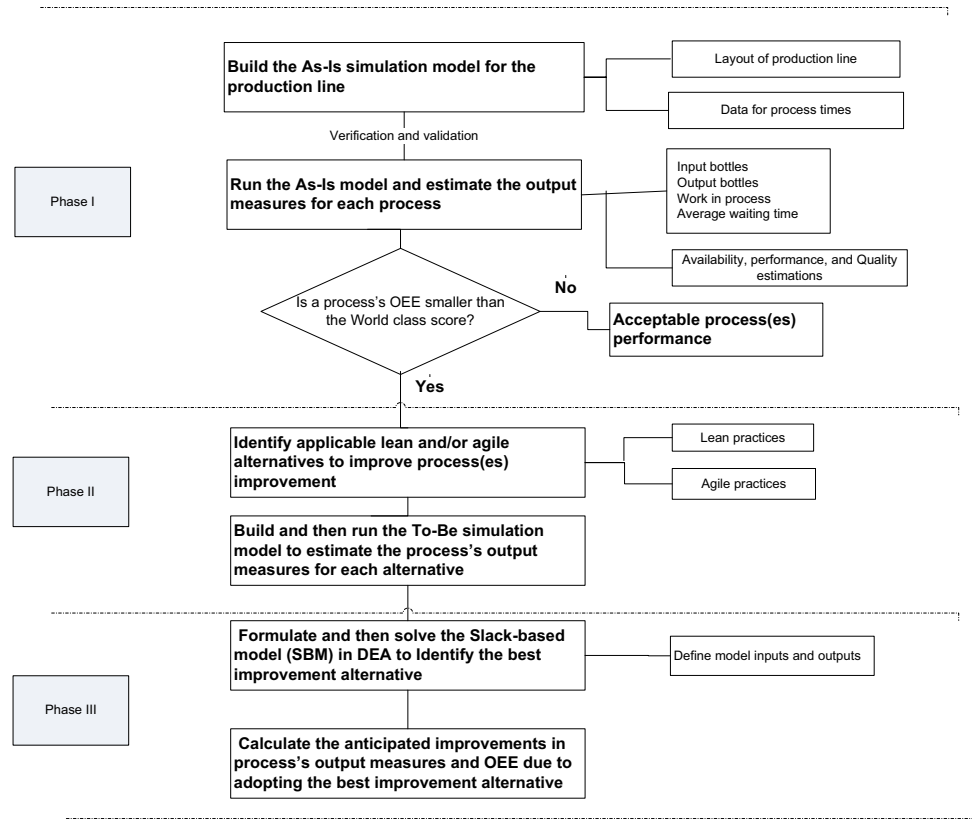 Build the As-Is simulation model for the
production line
Layout of production line
Data for process times
Verification and validation
Phase I
Run the As-Is model and estimate the output
measures for each process
Input bottles
Output bottles
Work in process
Average waiting time
Availability, performance, and Quality
estimations
Is a process's OEE smaller than
the World class score?
No
Acceptable process(es)
performance
Yes
Phase II
Identify applicable lean and/or agile
alternatives to improve process(es)
improvement
Lean practices
Agile practices
Build and then run the To-Be simulation
model to estimate the process's output
measures for each alternative
Phase III
Formulate and then solve the Slack-based
model (SBM) in DEA to Identify the best
improvement alternative
Define model inputs and outputs
Calculate the anticipated improvements in
process's output measures and OEE due to
adopting the best improvement alternative